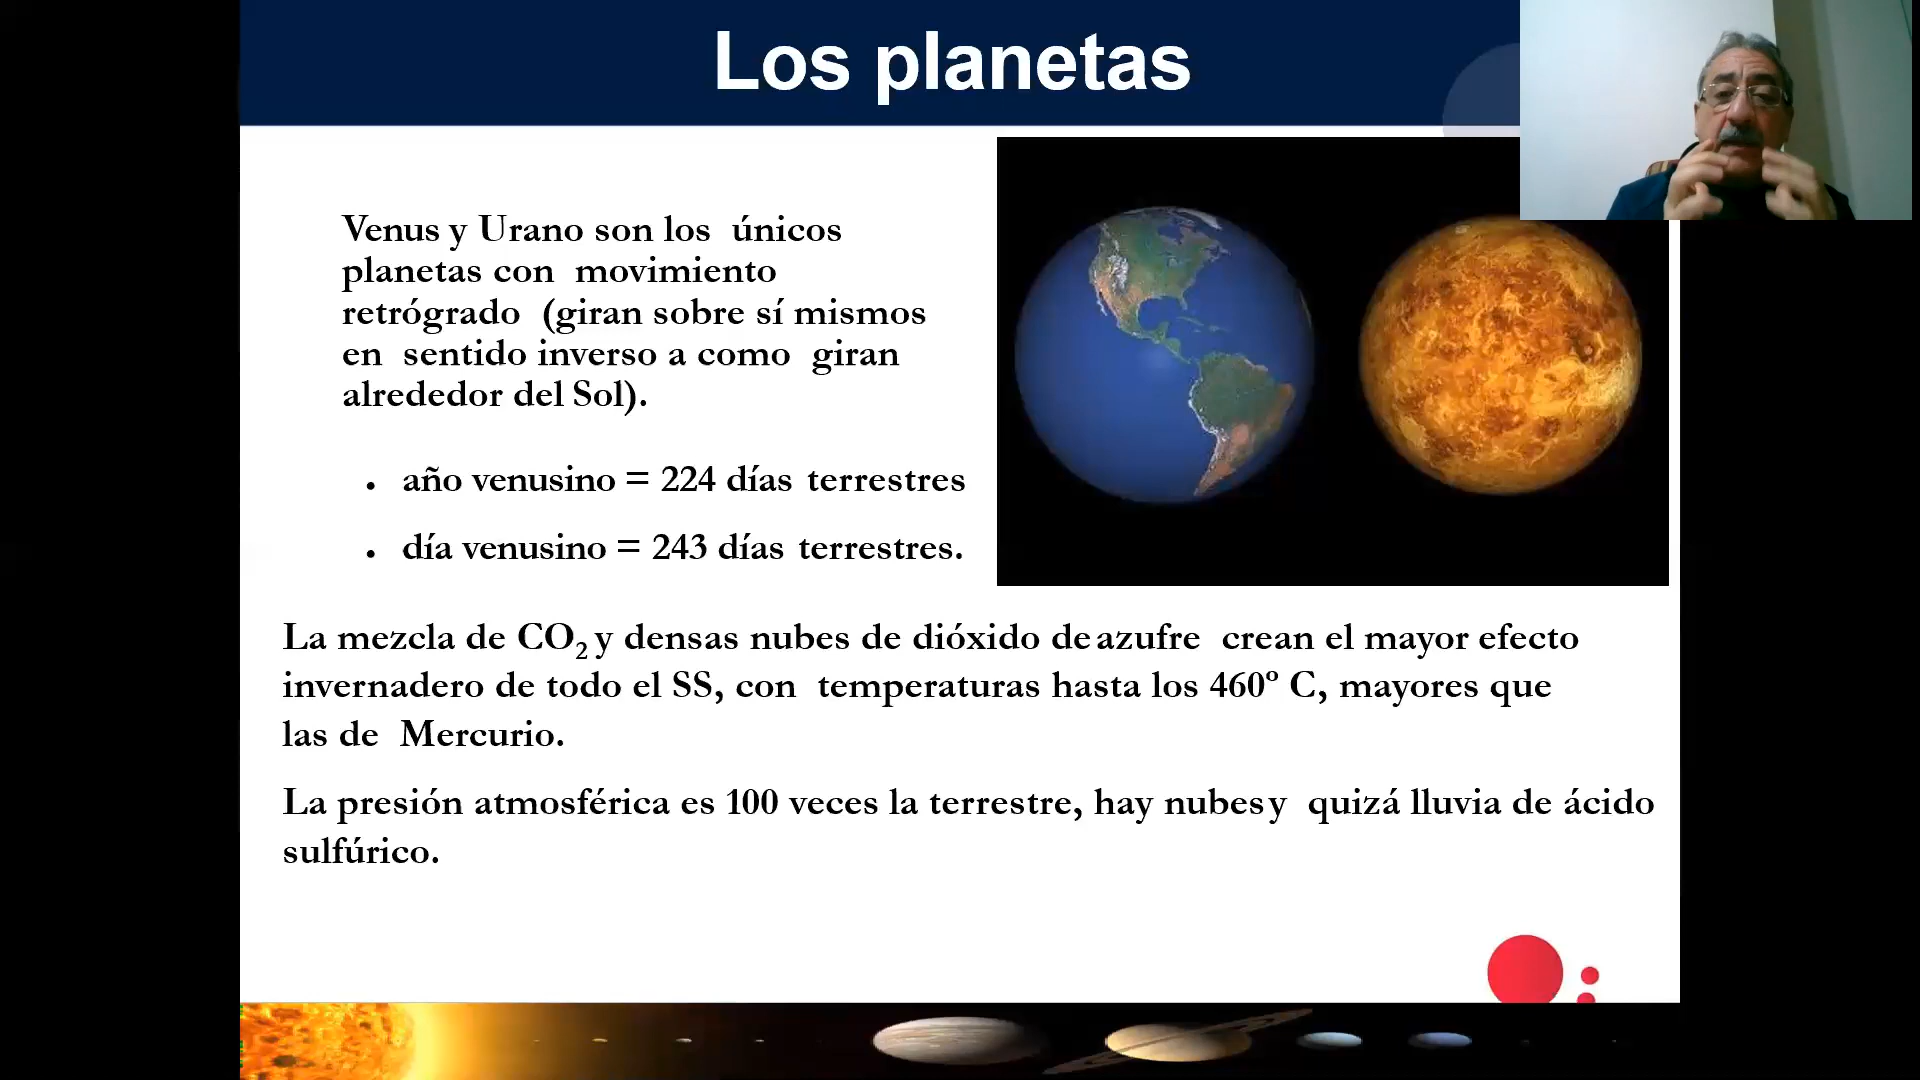 Los planetas
Venus y Urano son los únicos
planetas con movimiento
retrógrado (giran sobre sí mismos
en sentido inverso a como giran
alrededor del Sol).
• año venusino = 224 días terrestres
• día venusino = 243 días terrestres.
La mezcla de CO₂ y densas nubes de dióxido de azufre crean el mayor efecto
invernadero de todo el SS, con temperaturas hasta los 460º C, mayores que
las de Mercurio.
La presión atmosférica es 100 veces la terrestre, hay nubes y quizá lluvia de ácido
sulfúrico.